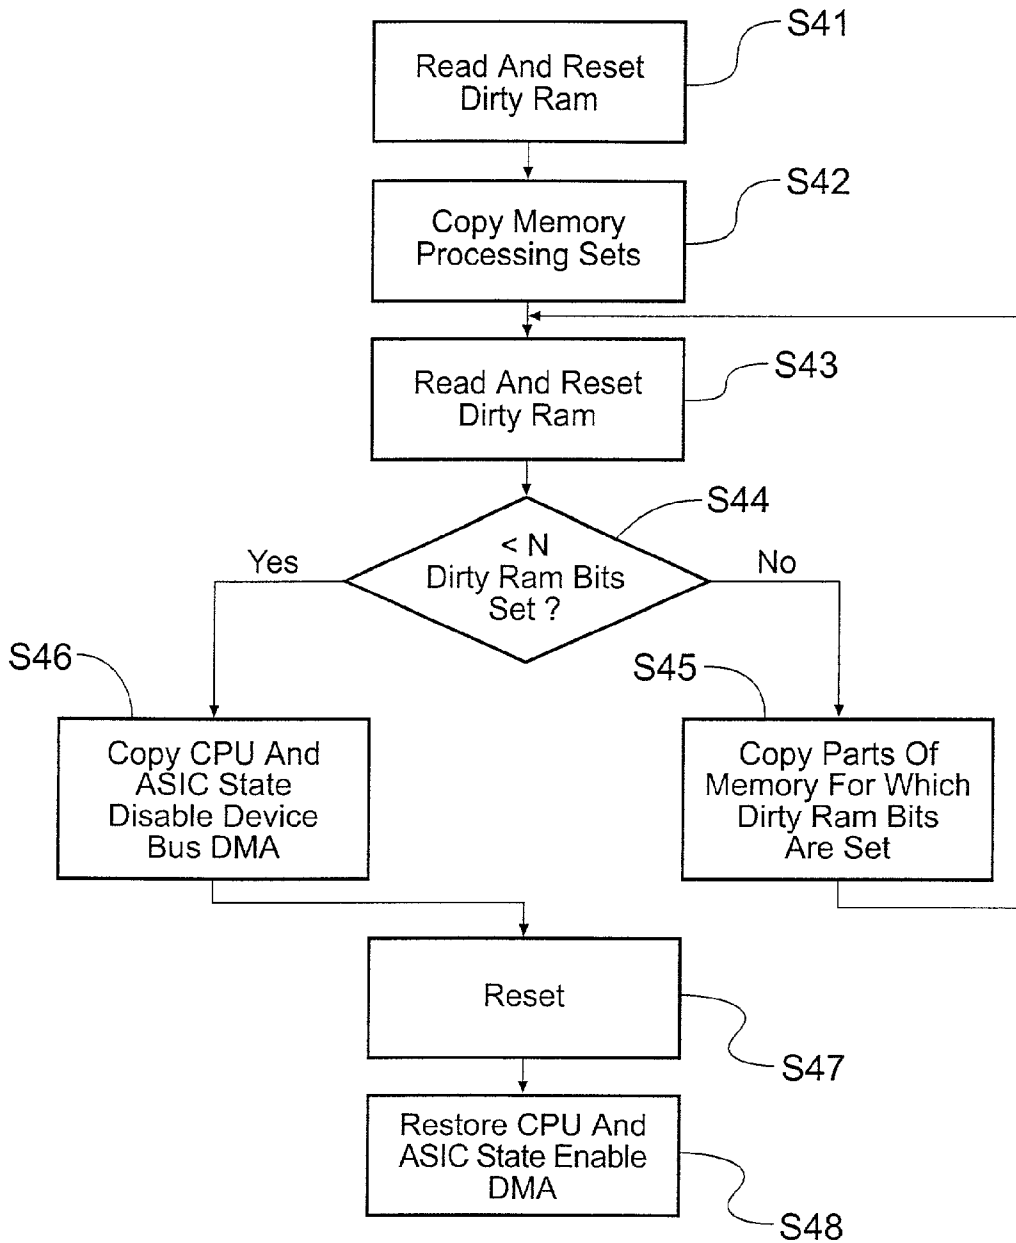 S41
Read And Reset
Dirty Ram
S42
Copy Memory
Processing Sets
S43
Read And Reset
Dirty Ram
S44
< N
Dirty Ram Bits
Set ?
Yes
No
S46
S45
Copy CPU And
ASIC State
Disable Device
Bus DMA
Copy Parts Of
Memory For Which
Dirty Ram Bits
Are Set
Reset
S47
Restore CPU And
ASIC State Enable
DMA
S48